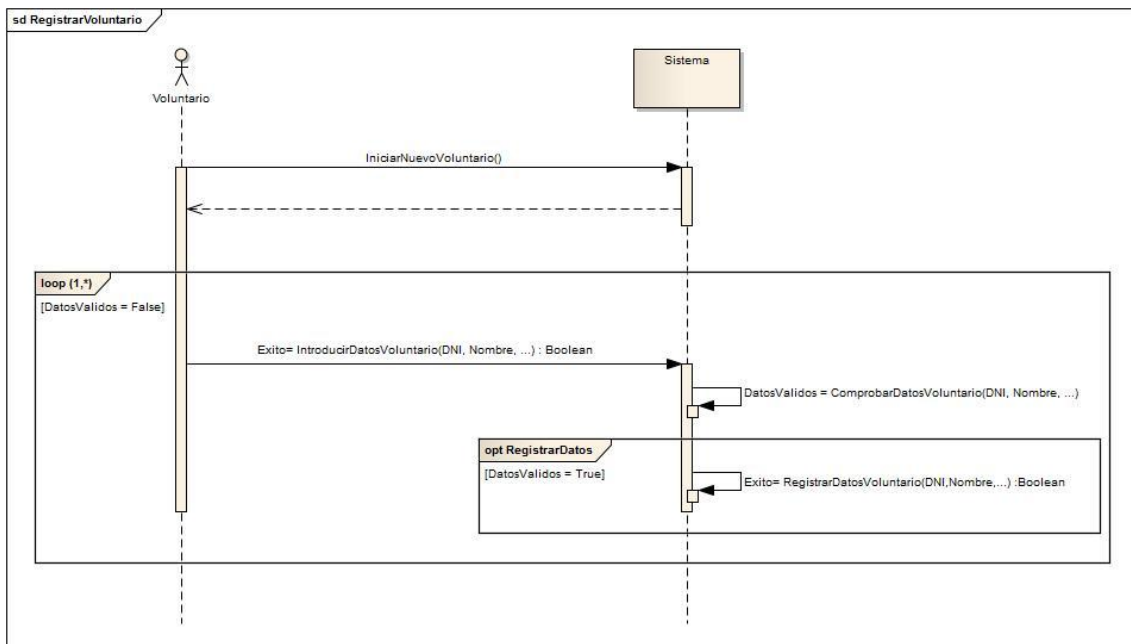 sd RegistrarVoluntario
Voluntario
Sistema
IniciarNuevoVoluntario()
loop (1,*)
[DatosValidos = False]
Exito= IntroducirDatosVoluntario(DNI, Nombre, ...) : Boolean
DatosValidos = ComprobarDatosVoluntario(DNI, Nombre, ...)
opt RegistrarDatos
[DatosValidos = True]
Exito= RegistrarDatosVoluntario(DNI,Nombre,...) :Boolean